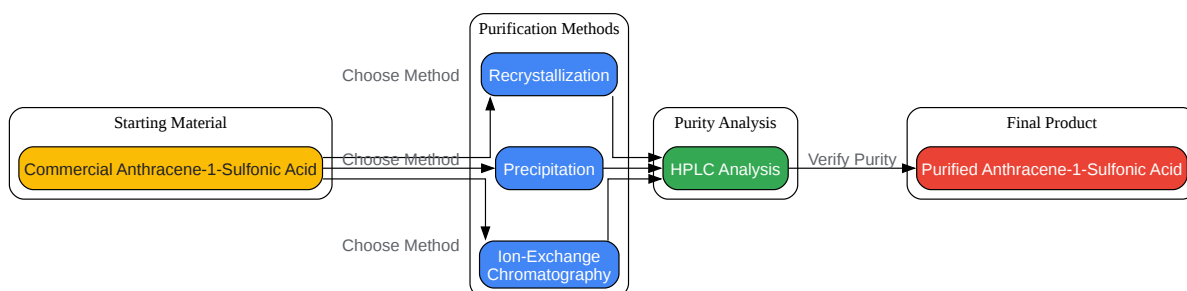 Purification Methods
Choose Method
Recrystallization
Starting Material
Purity Analysis
Final Product
Commercial Anthracene-1-Sulfonic Acid
Choose Method
Precipitation
HPLC Analysis
Verify Purity
Purified Anthracene-1-Sulfonic Acid
Choose Method
Ion-Exchange
Chromatography